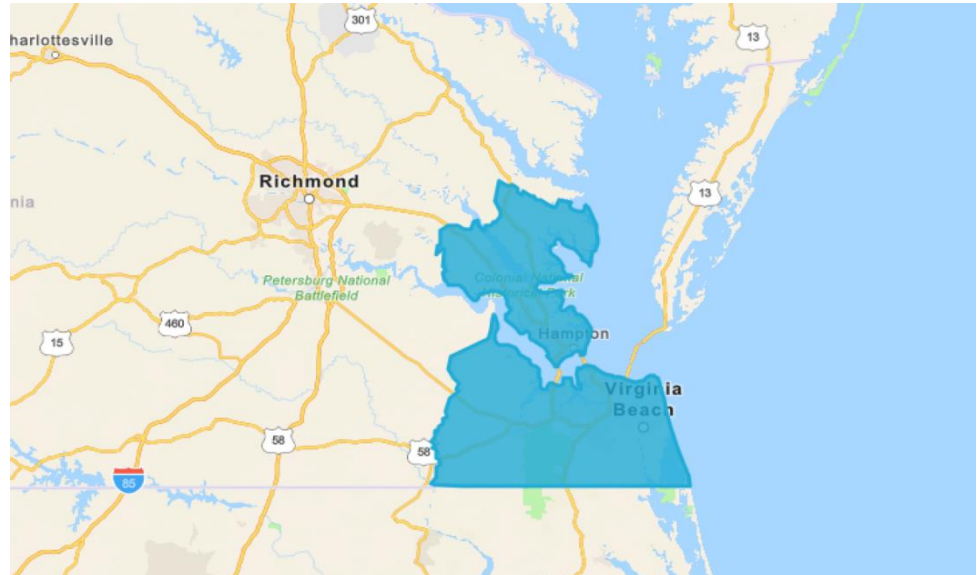 301
13
harlottesville
Richmond
13
nia
Petersburg National
Battlefield
Colonial National
Historical Park
460
15
Hampton
Virginia
Beach
58
58
85